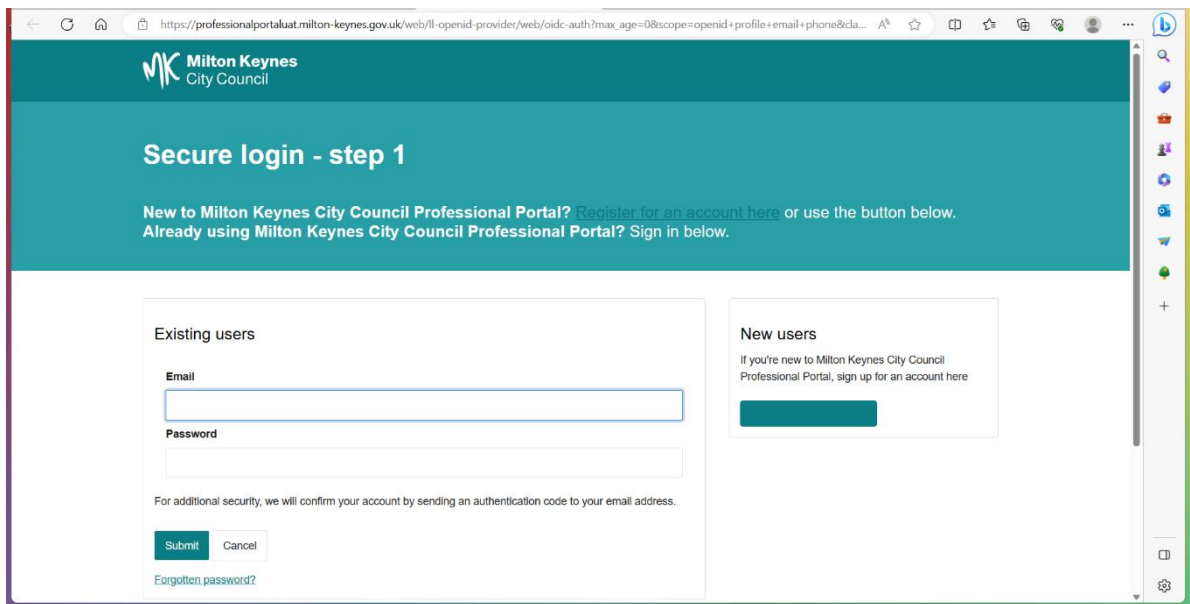 https://professionalportaluat.milton-keynes.gov.uk/web/ll-openid-provider/web/oidc-auth?max_age=0&scope=openid+profile+email+phone&cla...
Milton Keynes
City Council
Secure login - step 1
New to Milton Keynes City Council Professional Portal? Register for an account here or use the button below.
Already using Milton Keynes City Council Professional Portal? Sign in below.
Existing users
Email
Password
For additional security, we will confirm your account by sending an authentication code to your email address.
Submit Cancel
Forgotten password?
New users
If you're new to Milton Keynes City Council
Professional Portal, sign up for an account here